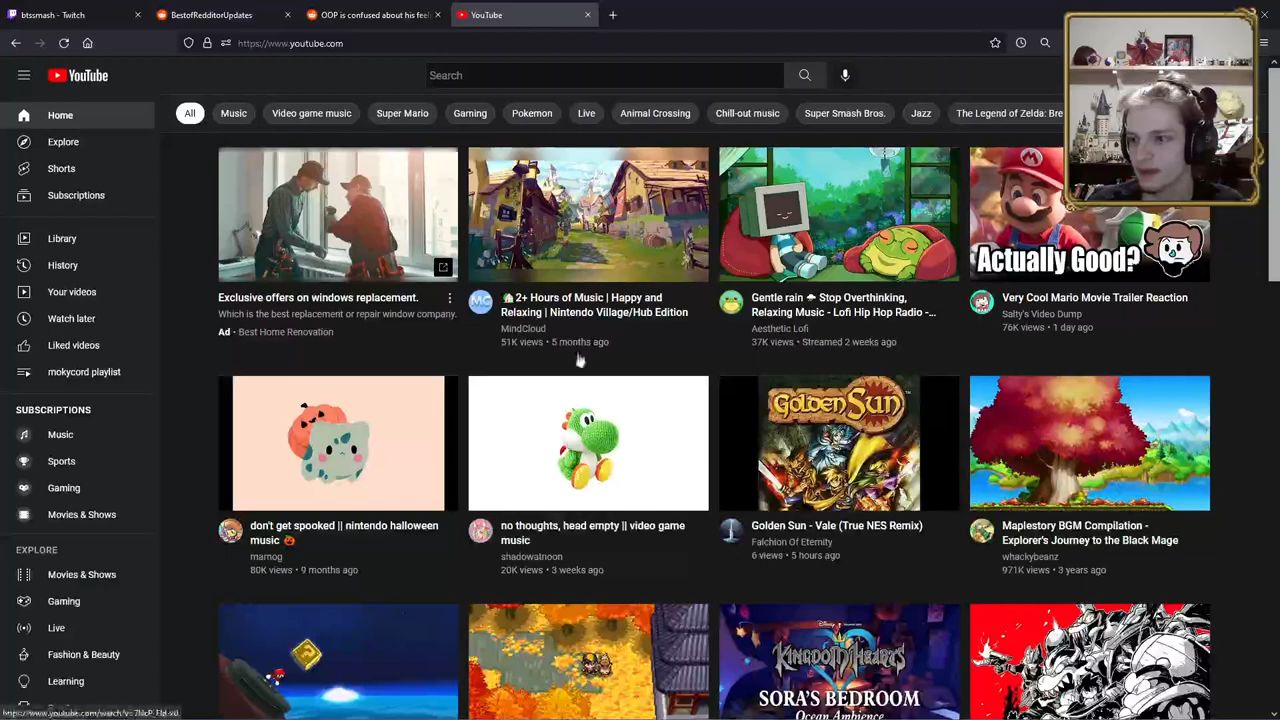 btssmash - Twitch
BestofRedditorUpdates
OOP is confused about his feel
YouTube
https://www.youtube.com
YouTube
Search
All
Music
Video game music
Super Mario
Gaming
Pokemon
Live
Animal Crossing
Chill-out music
Super Smash Bros.
Jazz
The Legend of Zelda: Bre
Home
Explore
Shorts
Subscriptions
Library
History
Your videos
Watch later
Liked videos
mokycord playlist
SUBSCRIPTIONS
Music
Sports
Gaming
Movies & Shows
EXPLORE
Movies & Shows
Gaming
Live
Fashion & Beauty
Learning
Exclusive offers on windows replacement.
Which is the best replacement or repair window company.
Ad • Best Home Renovation
MC
🏠2+ Hours of Music | Happy and
Relaxing | Nintendo Village/Hub Edition
MindCloud
51K views • 5 months ago
Gentle rain 🌧 Stop Overthinking,
Relaxing Music - Lofi Hip Hop Radio -...
Aesthetic Lofi
37K views • Streamed 2 weeks ago
Actually Good?
Very Cool Mario Movie Trailer Reaction
Salty's Video Dump
76K views • 1 day ago
don't get spooked || nintendo halloween
music 🎃
mamog
80K views • 9 months ago
no thoughts, head empty || video game
music
shadowatnoon
20K views • 3 weeks ago
GOLDEN SUN
Golden Sun - Vale (True NES Remix)
Falchion Of Eternity
6 views • 5 hours ago
Maplestory BGM Compilation -
Explorer's Journey to the Black Mage
whackybeanz
971K views • 3 years ago
Disney
KINGDOM HEARTS
SORA'S BEDROOM
Ocean Ambience